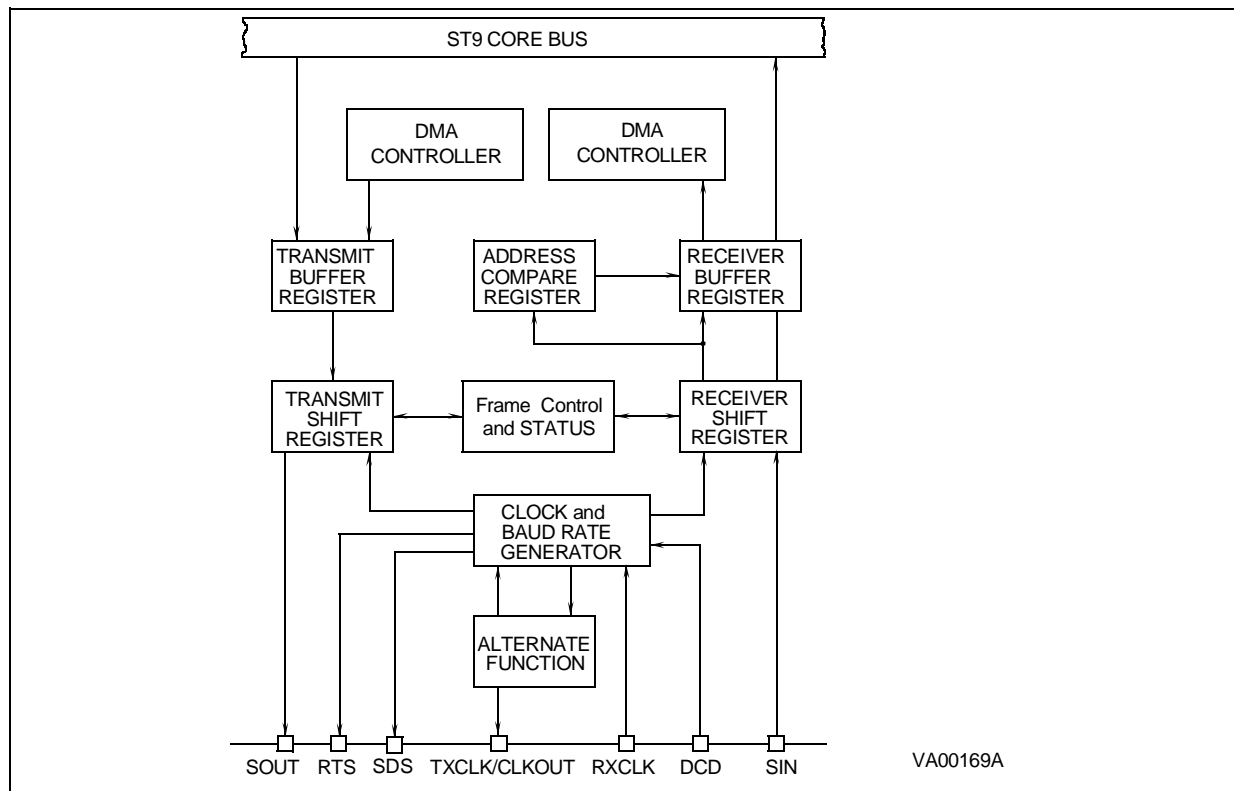 ST9 CORE BUS
DMA
CONTROLLER
DMA
CONTROLLER
TRANSMIT
BUFFER
REGISTER
ADDRESS
COMPARE
REGISTER
RECEIVER
BUFFER
REGISTER
TRANSMIT
SHIFT
REGISTER
Frame Control
and STATUS
RECEIVER
SHIFT
REGISTER
CLOCK and
BAUD RATE
GENERATOR
ALTERNATE
FUNCTION
SOUT RTS SDS TXCLK/CLKOUT RXCLK DCD SIN
VA00169A